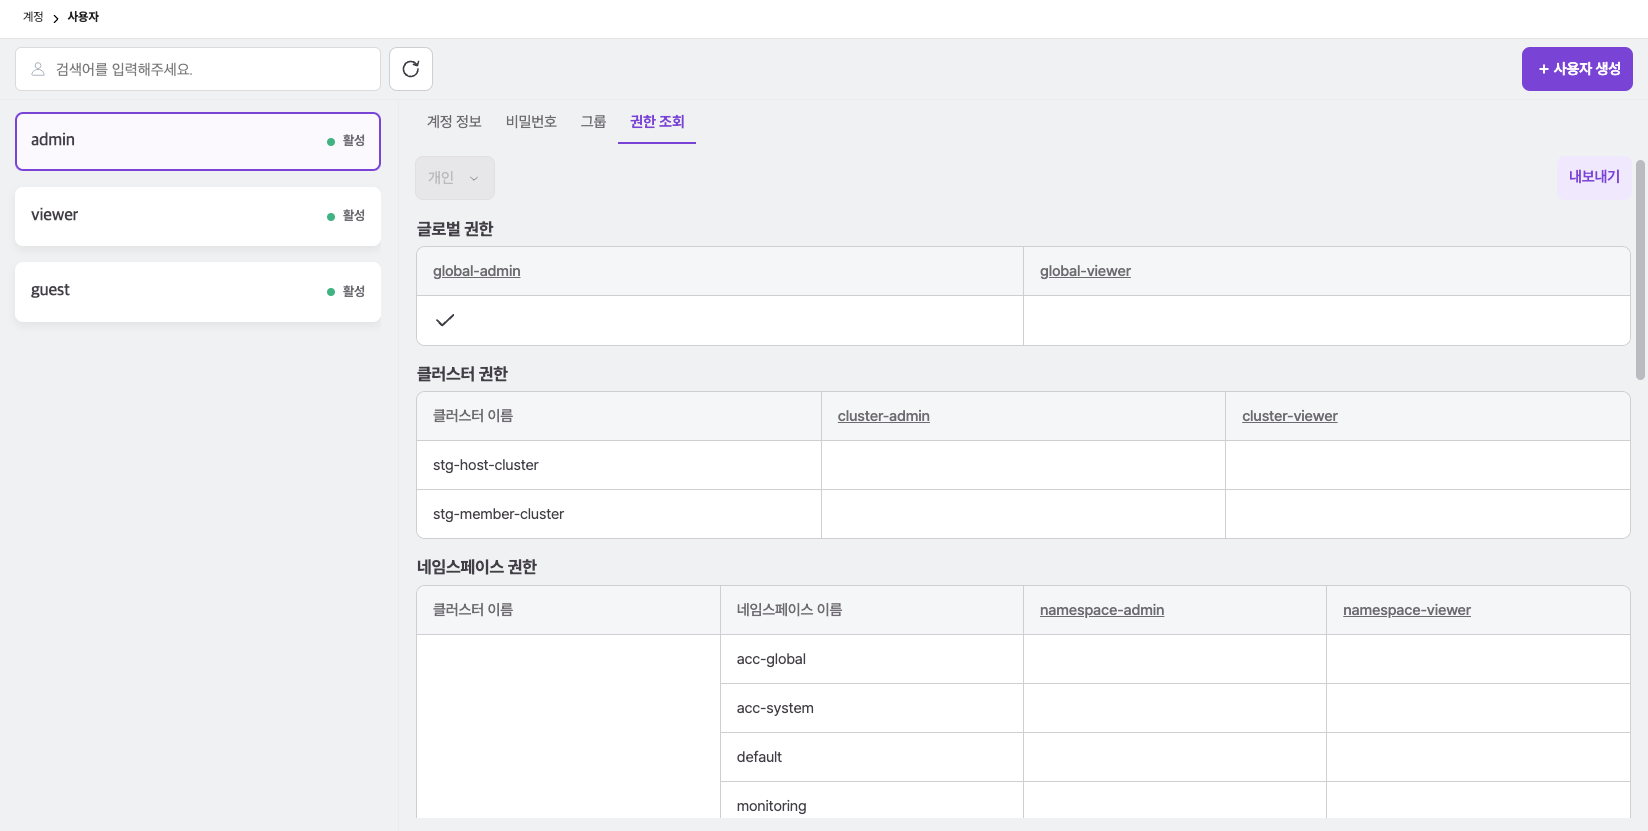 계정 > 사용자
검색어를 입력해주세요.
+ 사용자 생성
admin 활성
viewer 활성
guest 활성
계정 정보 비밀번호 그룹 권한 조회
개인
내보내기
글로벌 권한
global-admin global-viewer
클러스터 권한
클러스터 이름 cluster-admin cluster-viewer
stg-host-cluster
stg-member-cluster
네임스페이스 권한
클러스터 이름 네임스페이스 이름 namespace-admin namespace-viewer
acc-global
acc-system
default
monitoring